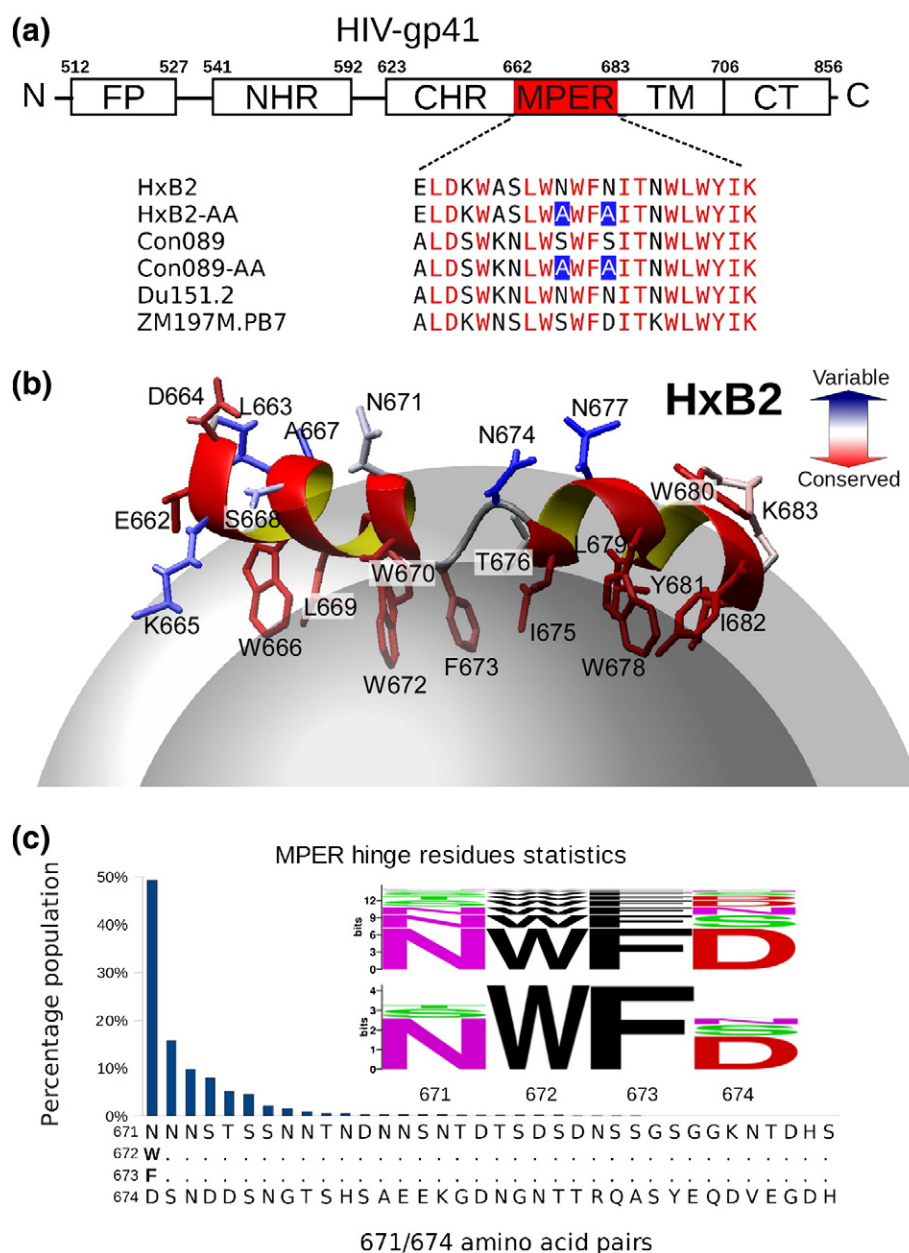 (a)
HIV-gp41
512 527 541 592 623 662 683 706 856
N FP NHR CHR MPER TM CT C
HxB2 ELDKWASLWNWFNITNWLWYIK
HxB2-AA ELDKWASLWAWFAITNWLWYIK
Con089 ALDSWKNLWSWFSITNWLWYIK
Con089-AA ALDSWKNLWAWFAITNWLWYIK
Du151.2 ALDSWKNLWNWFNITNWLWYIK
ZM197M.PB7 ALDSWNSLWSWFDITKWLWYIK
(b)
HxB2
Variable
Conserved
D664
L663
A667
N671
N674
N677
W680
K683
E662
S668
K665
W666
L669
W670
W672
F673
T676
I675
L679
Y681
W678
I682
(c)
MPER hinge residues statistics
Percentage population
50%
40%
30%
20%
10%
0%
bits
12
9
6
3
0
N W F D
bits
4
3
2
1
0
N W F D
671 672 673 674
671 N N N S T S S N N T N D N N S N T D T S D S D N S S G S G G K N T D H S
672 W . . . . . . . . . . . . . . . . . . . . . . . . . . . . . . . . . . .
673 F . . . . . . . . . . . . . . . . . . . . . . . . . . . . . . . . . . .
674 D S N D D S N G T S H S A E E K G D N G N T T R Q A S Y E Q D V E G D H
671/674 amino acid pairs